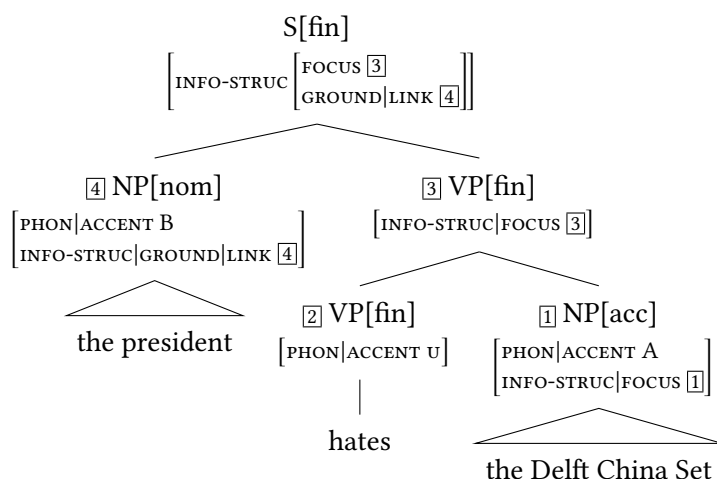 S[fin]
[INFO-STRUC [FOCUS 3
GROUND|LINK 4]]
4 NP[nom]
3 VP[fin]
[PHON|ACCENT B
INFO-STRUC|GROUND|LINK 4]
[INFO-STRUC|FOCUS 3]
2 VP[fin]
1 NP[acc]
the president
[PHON|ACCENT U]
[PHON|ACCENT A
INFO-STRUC|FOCUS 1]
hates
the Delft China Set